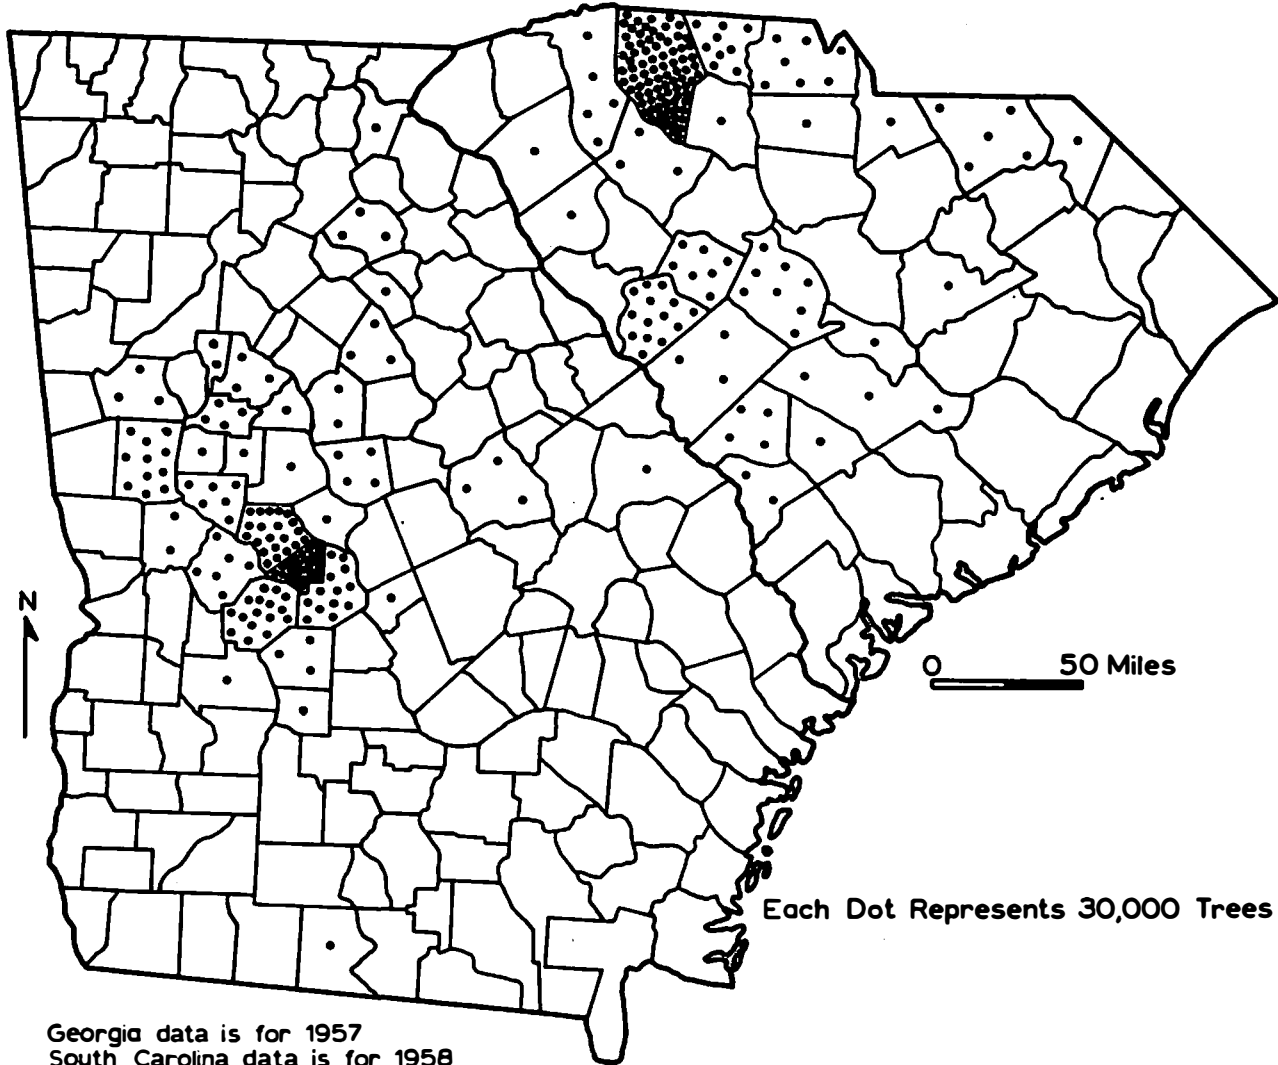 N
0 50 Miles
Each Dot Represents 30,000 Trees
Georgia data is for 1957
South Carolina data is for 1958